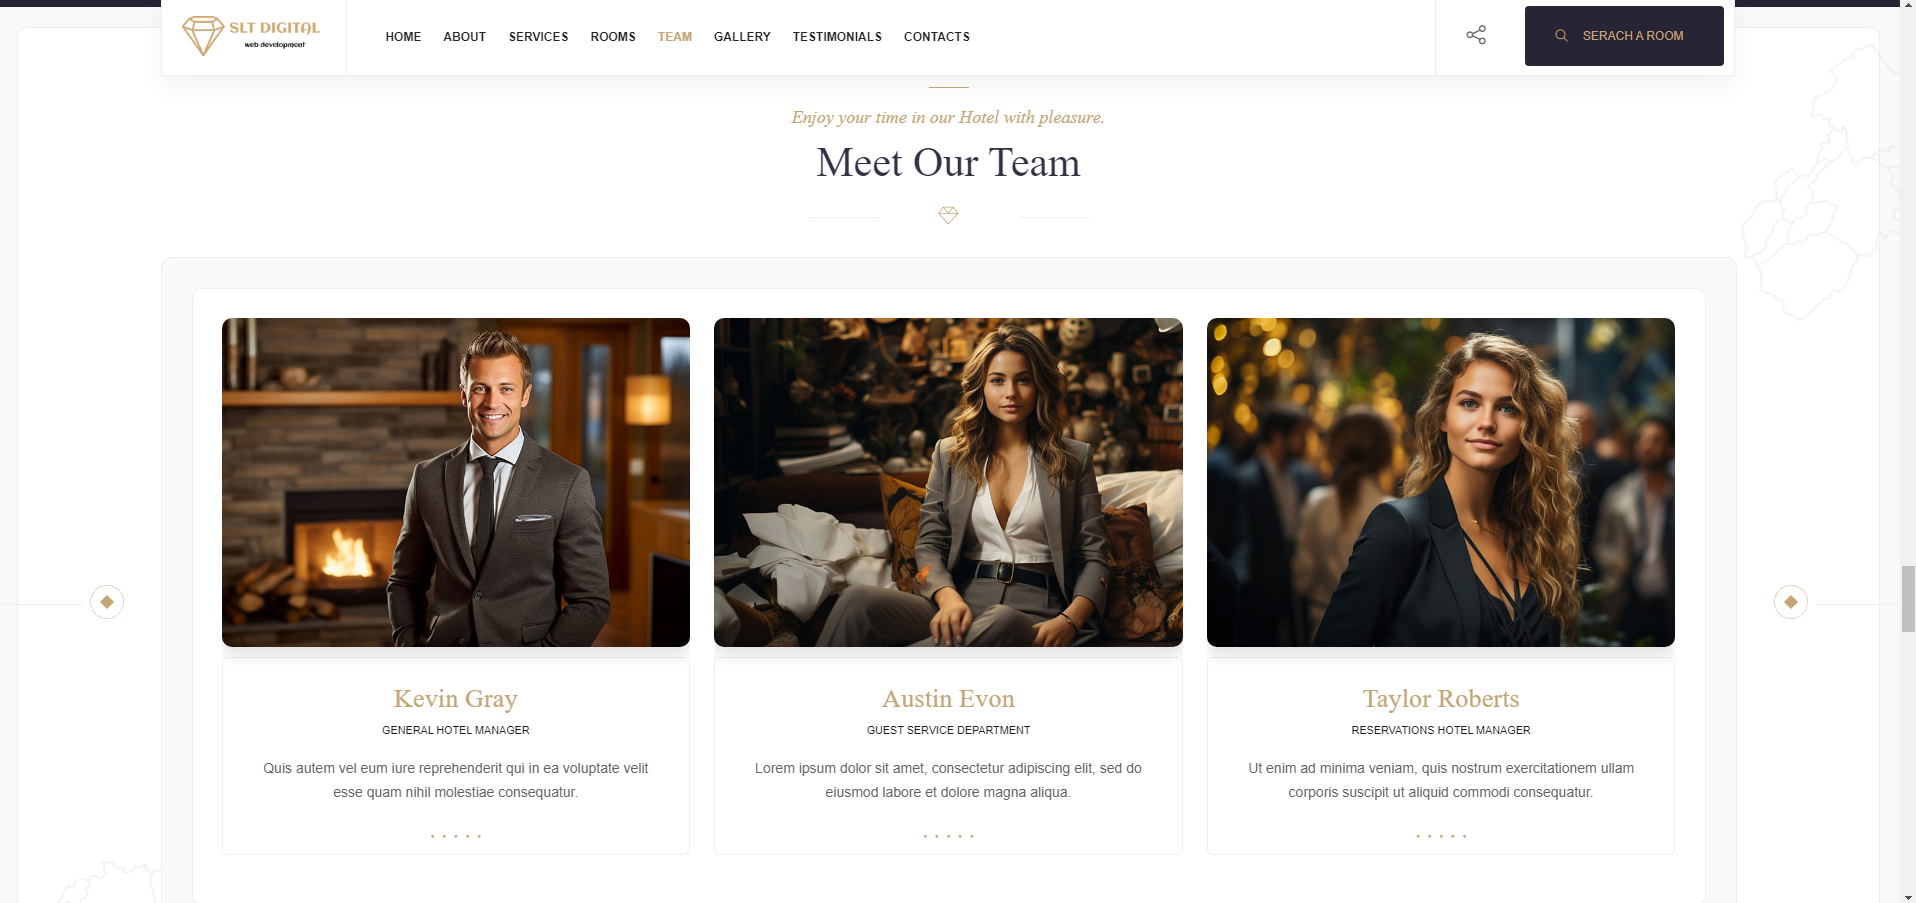 SLT DIGITAL
web development
HOME ABOUT SERVICES ROOMS TEAM GALLERY TESTIMONIALS CONTACTS
SERACH A ROOM
Enjoy your time in our Hotel with pleasure.
Meet Our Team
Kevin Gray
GENERAL HOTEL MANAGER
Quis autem vel eum iure reprehenderit qui in ea voluptate velit
esse quam nihil molestiae consequatur.
Austin Evon
GUEST SERVICE DEPARTMENT
Lorem ipsum dolor sit amet, consectetur adipiscing elit, sed do
eiusmod labore et dolore magna aliqua.
Taylor Roberts
RESERVATIONS HOTEL MANAGER
Ut enim ad minima veniam, quis nostrum exercitationem ullam
corporis suscipit ut aliquid commodi consequatur.